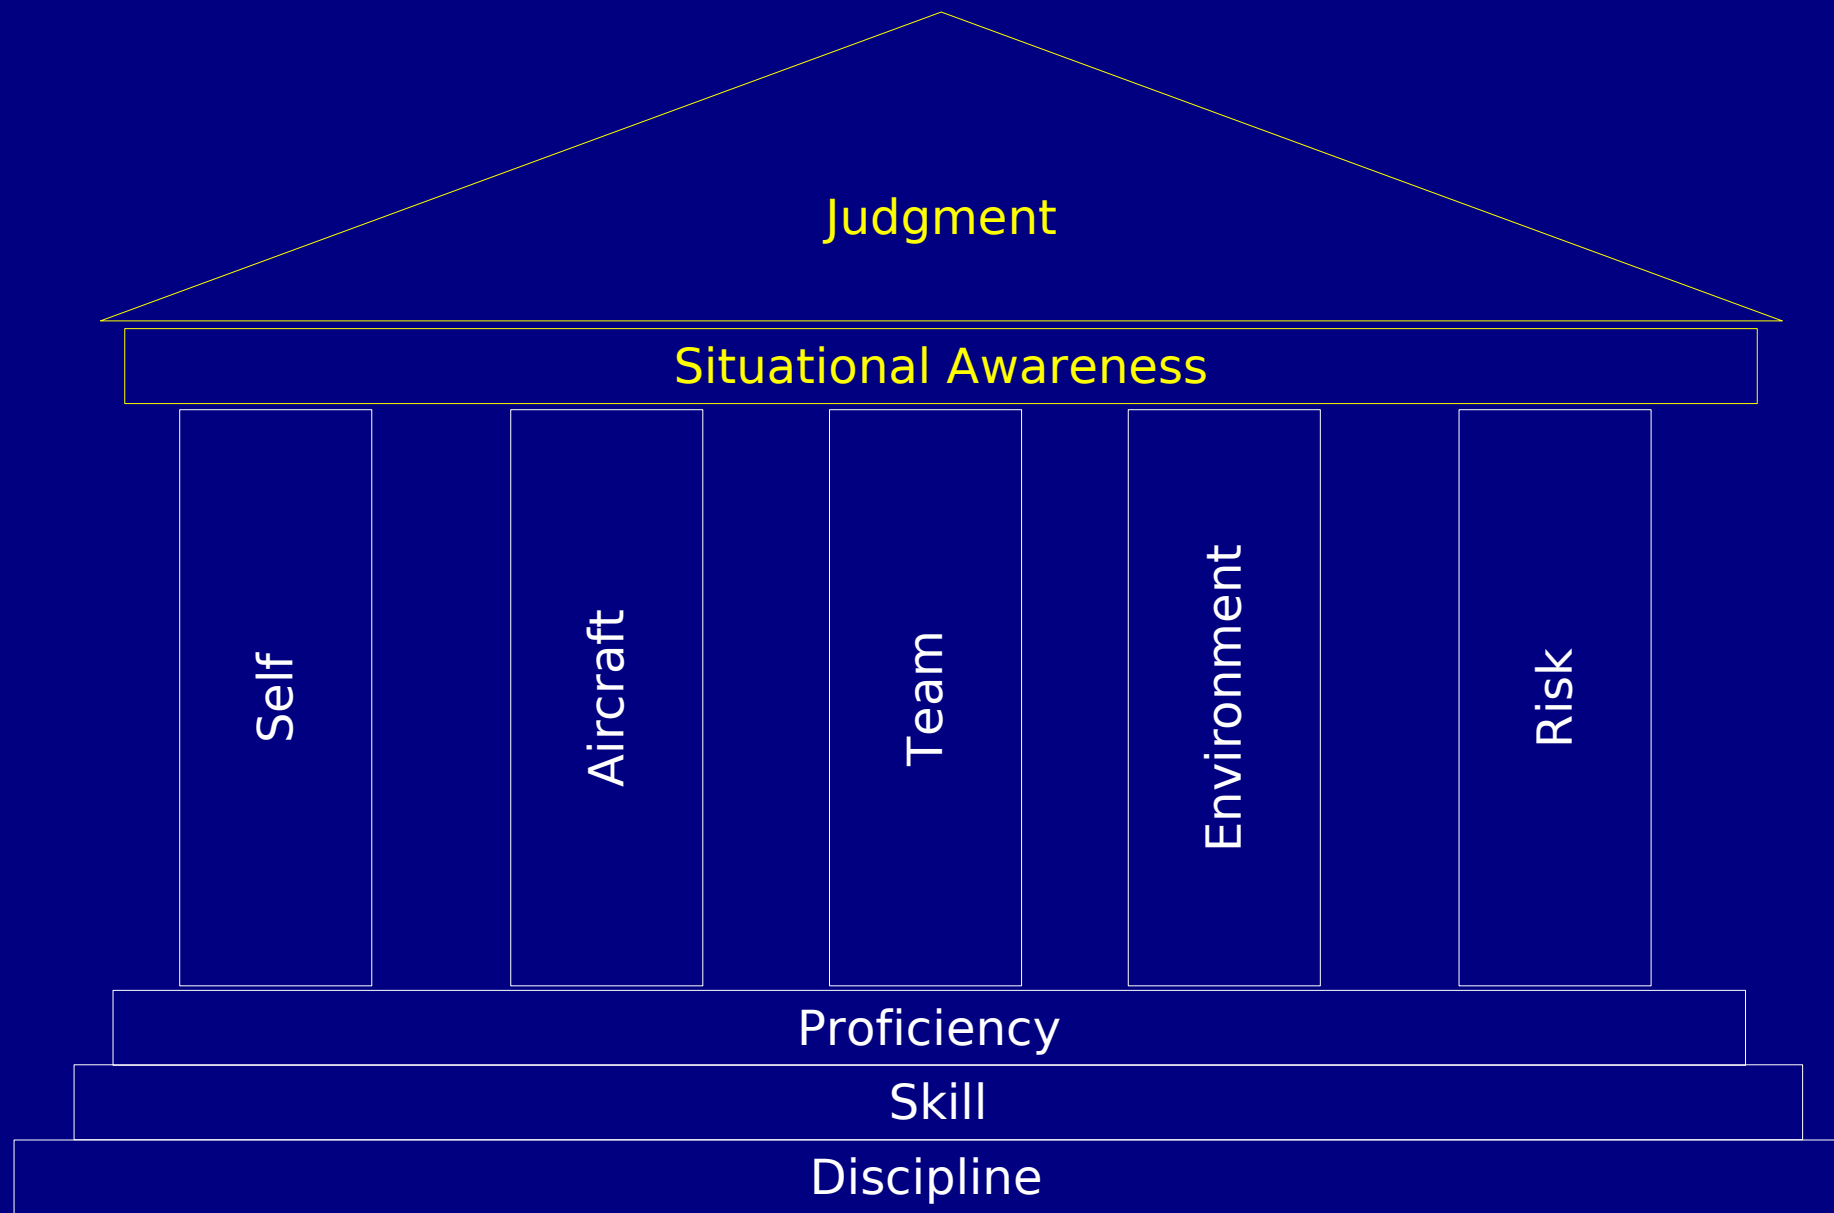 Judgment
Situational Awareness
Self
Aircraft
Team
Environment
Risk
Proficiency
Skill
Discipline